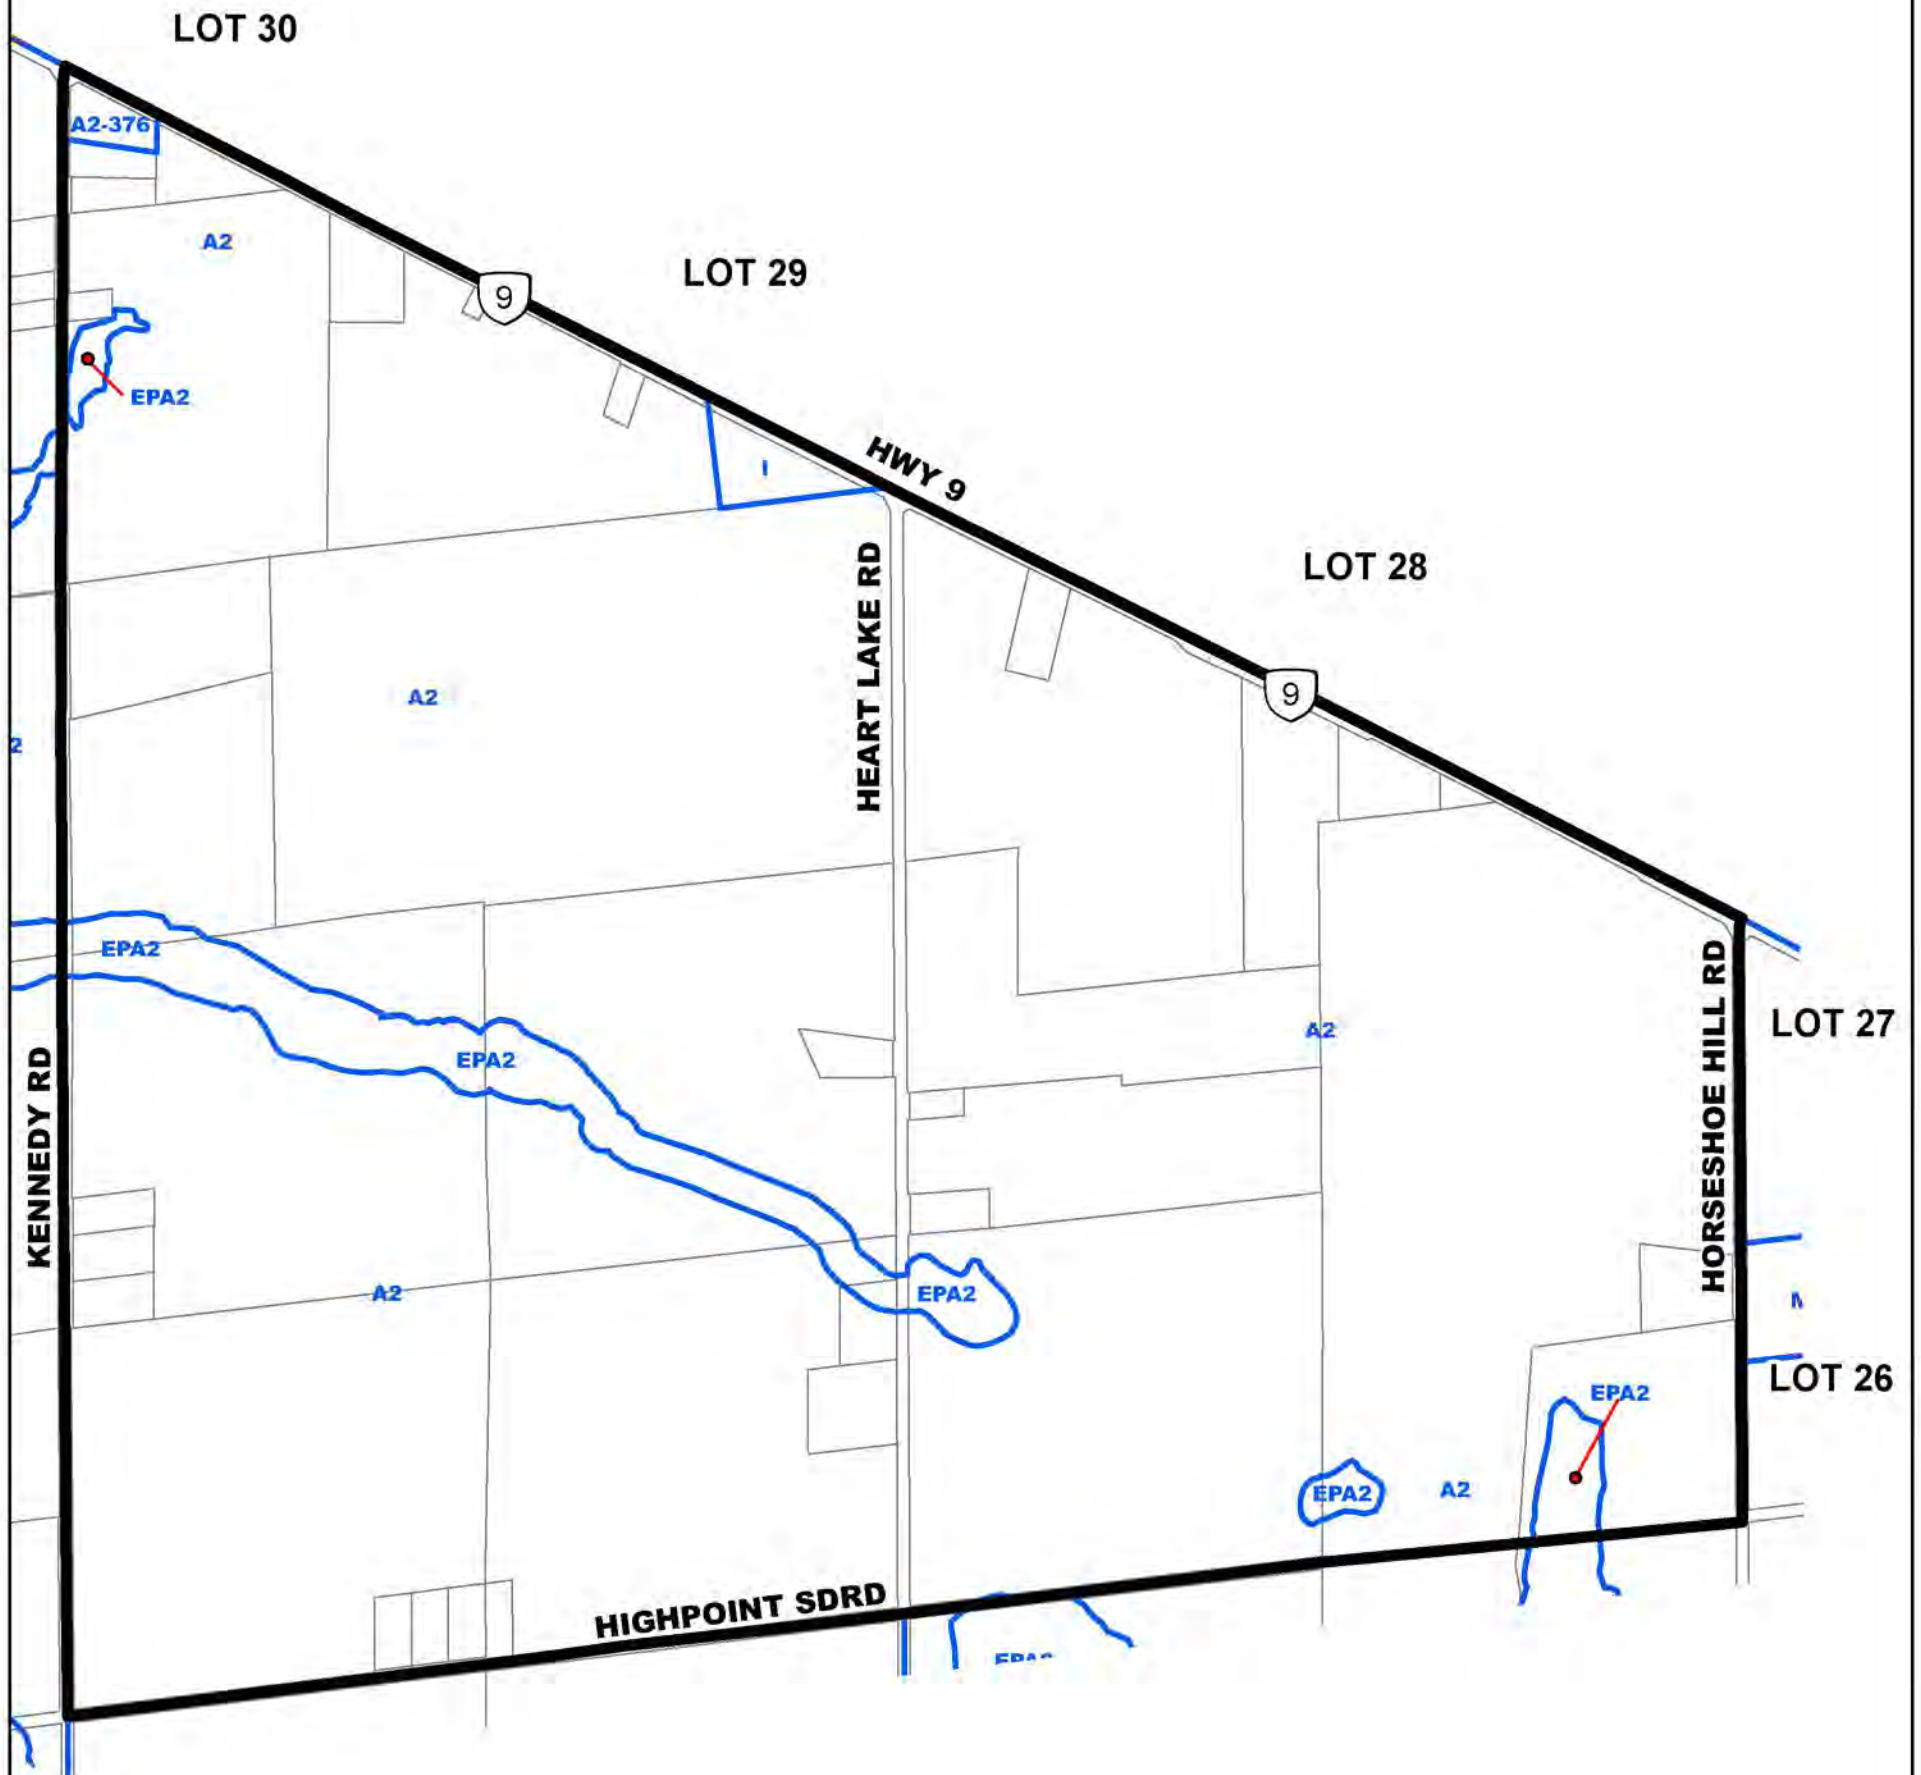 LOT 30
A2-376
A2
LOT 29
9
EPA2
I
HWY 9
LOT 28
HEART LAKE RD
9
A2
2
EPA2
HORSESHOE HILL RD
LOT 27
A2
EPA2
KENNEDY RD
EPA2
A2
LOT 26
EPA2
EPA2
A2
HIGHPOINT SDRD